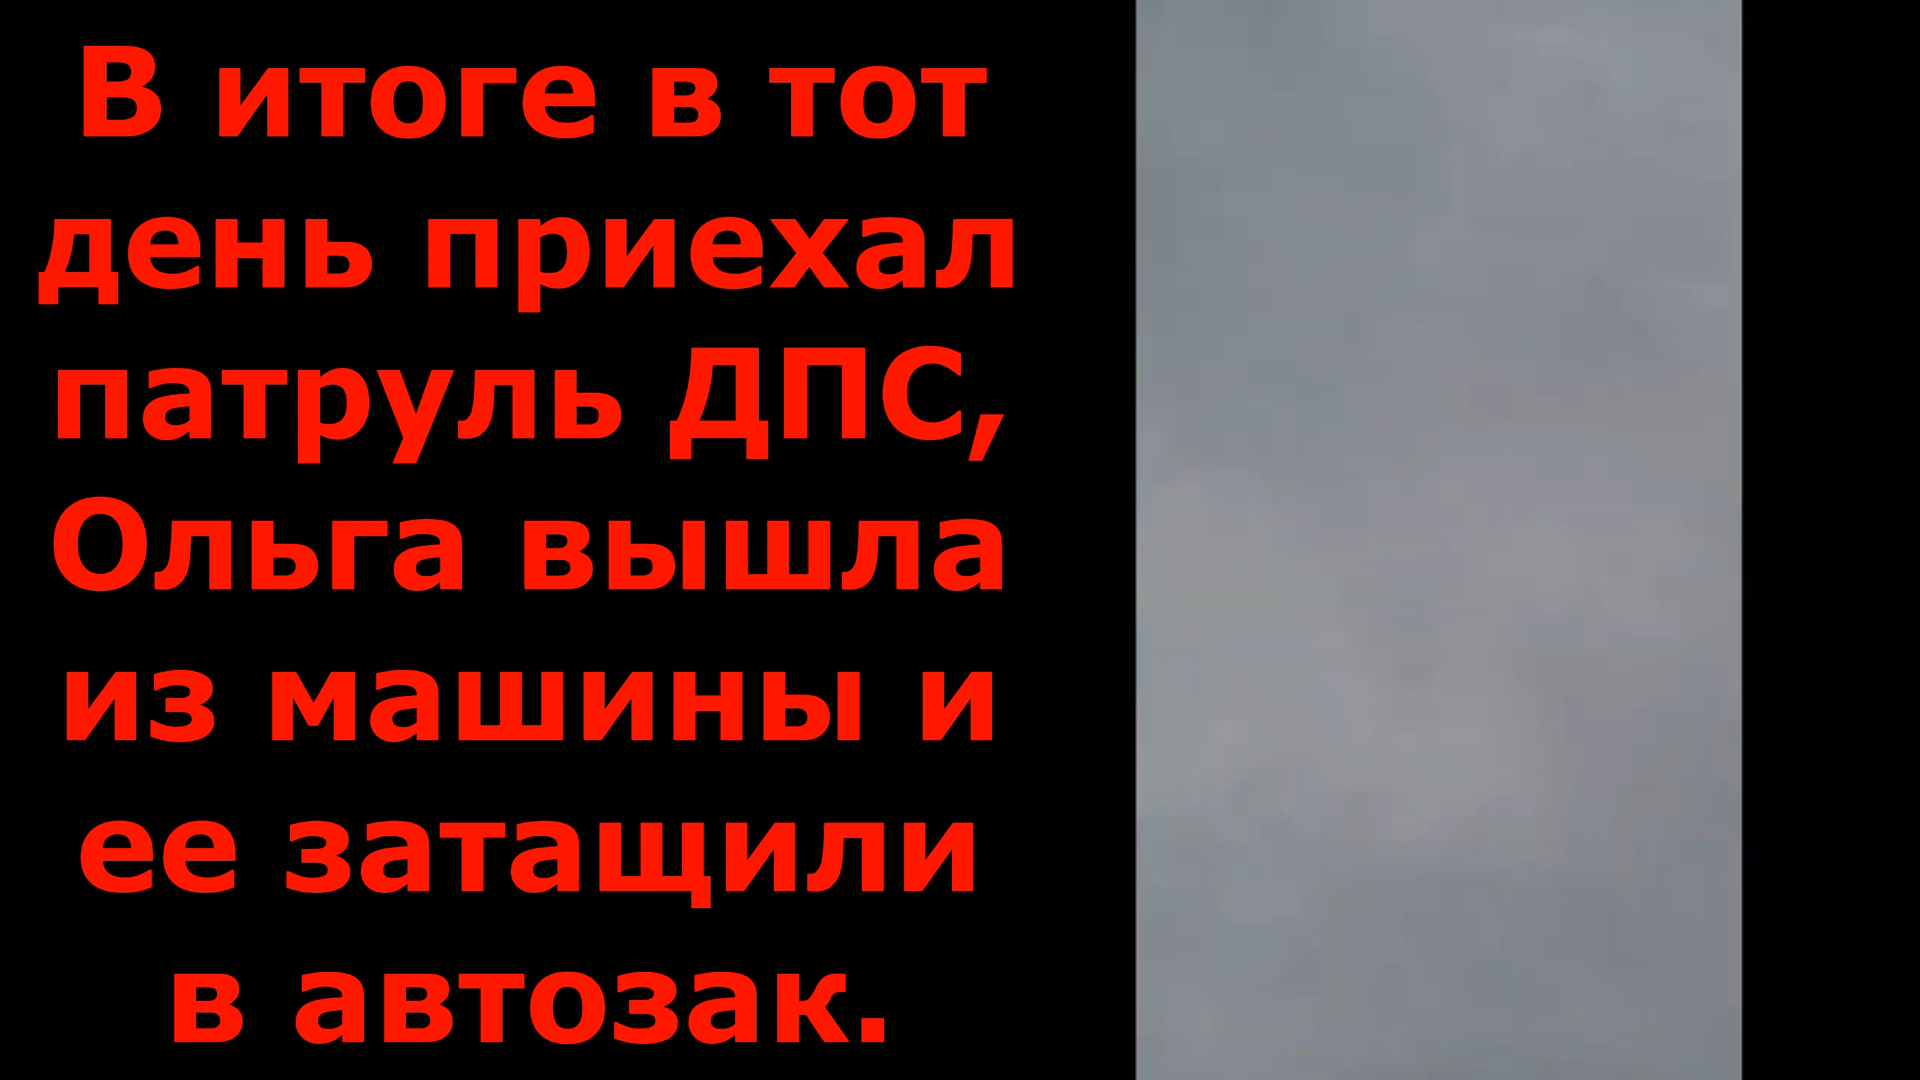 В итоге в тот
день приехал
патруль ДПС,
Ольга вышла
из машины и
ее затащили
в автозак.